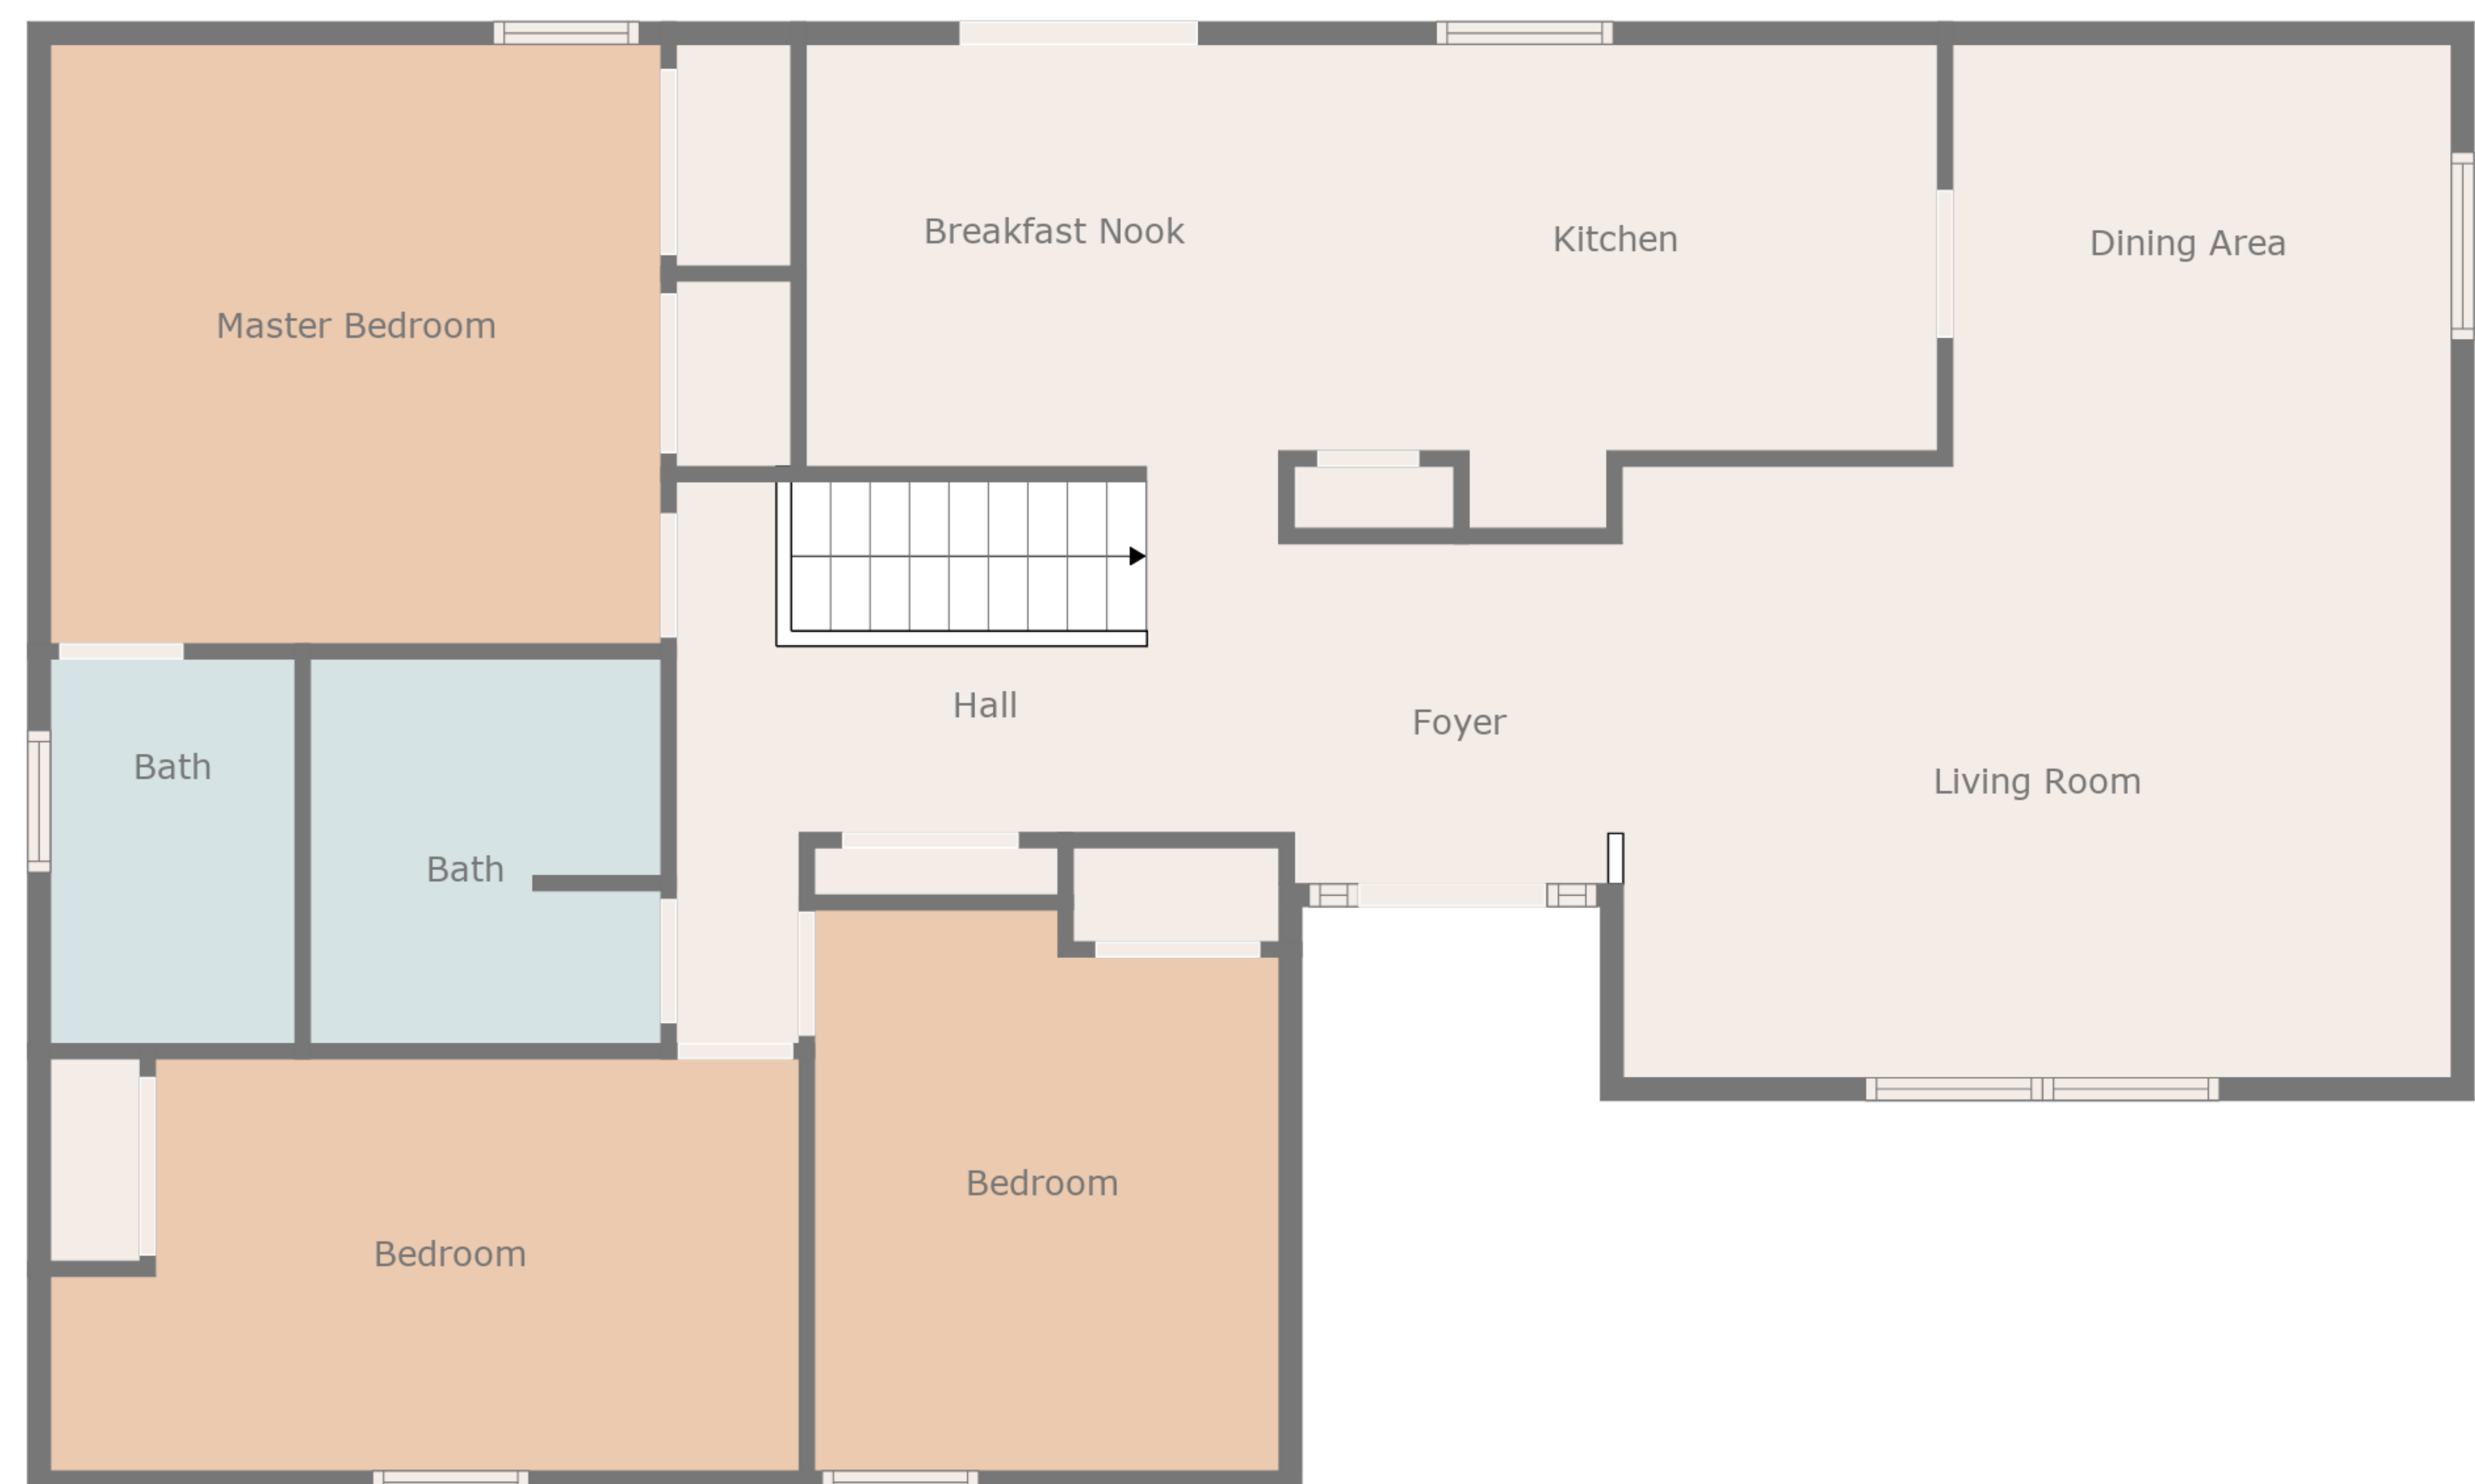 Breakfast Nook
Kitchen
Dining Area
Master Bedroom
Hall
Foyer
Bath
Living Room
Bath
Bedroom
Bedroom